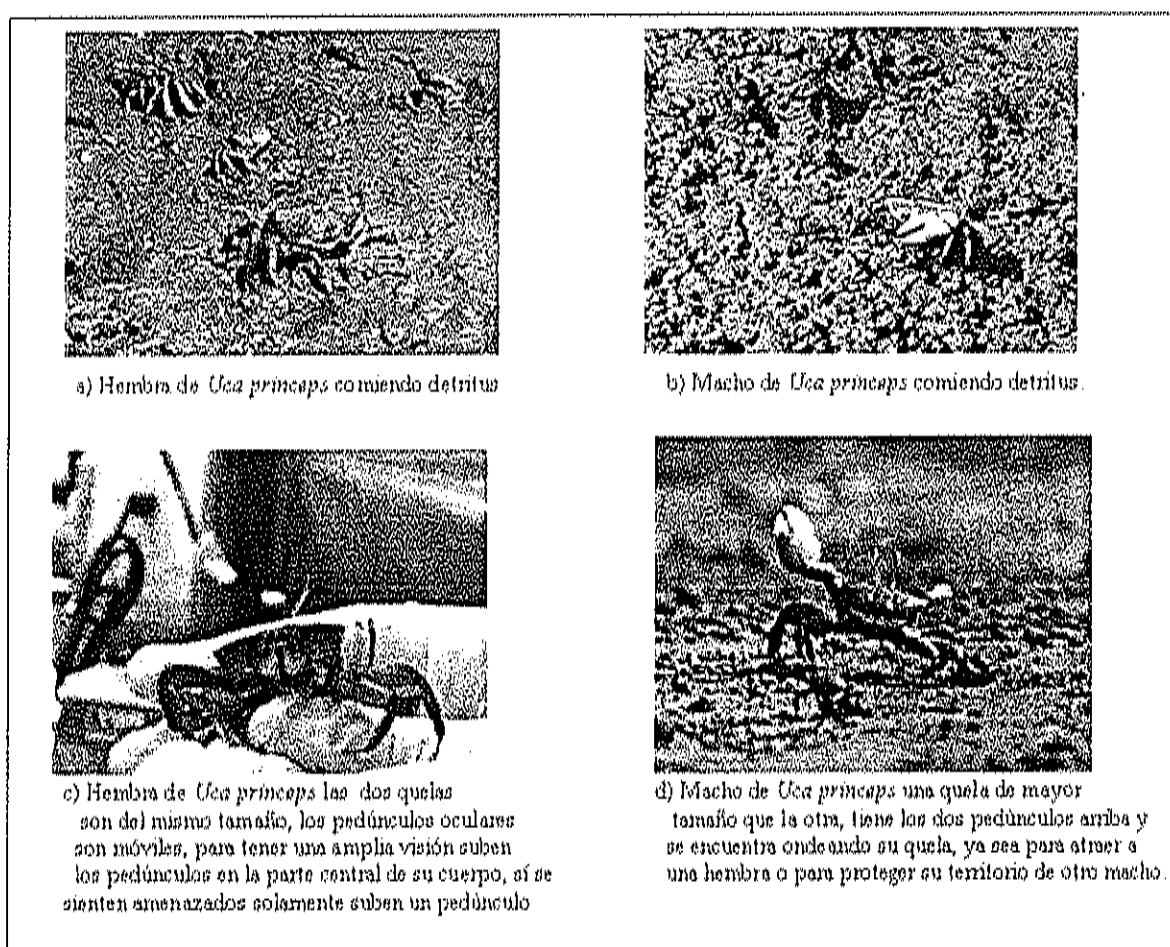 a) Hembra de Uca princeps comiendo detritus
b) Macho de Uca princeps comiendo detritus.
c) Hembra de Uca princeps las dos quelas
son del mismo tamaño, los pedúnculos oculares
son móviles, para tener una amplia visión suben
los pedúnculos en la parte central de su cuerpo, sí se
sienten amenazados solamente suben un pedúnculo
d) Macho de Uca princeps una quela de mayor
tamaño que la otra, tiene los dos pedúnculos arriba y
se encuentra ondeando su quela, ya sea para atraer a
una hembra o para proteger su territorio de otro macho.